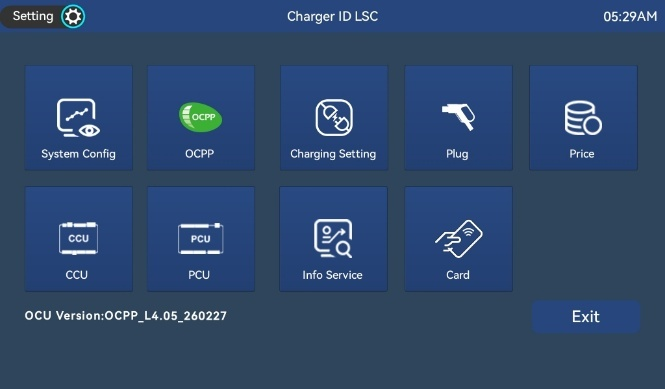 Setting
Charger ID LSC
05:29AM
OCPP
System Config
OCPP
Charging Setting
Plug
Price
CCU
PCU
CCU
PCU
Info Service
Card
OCU Version:OCPP_L4.05_260227
Exit